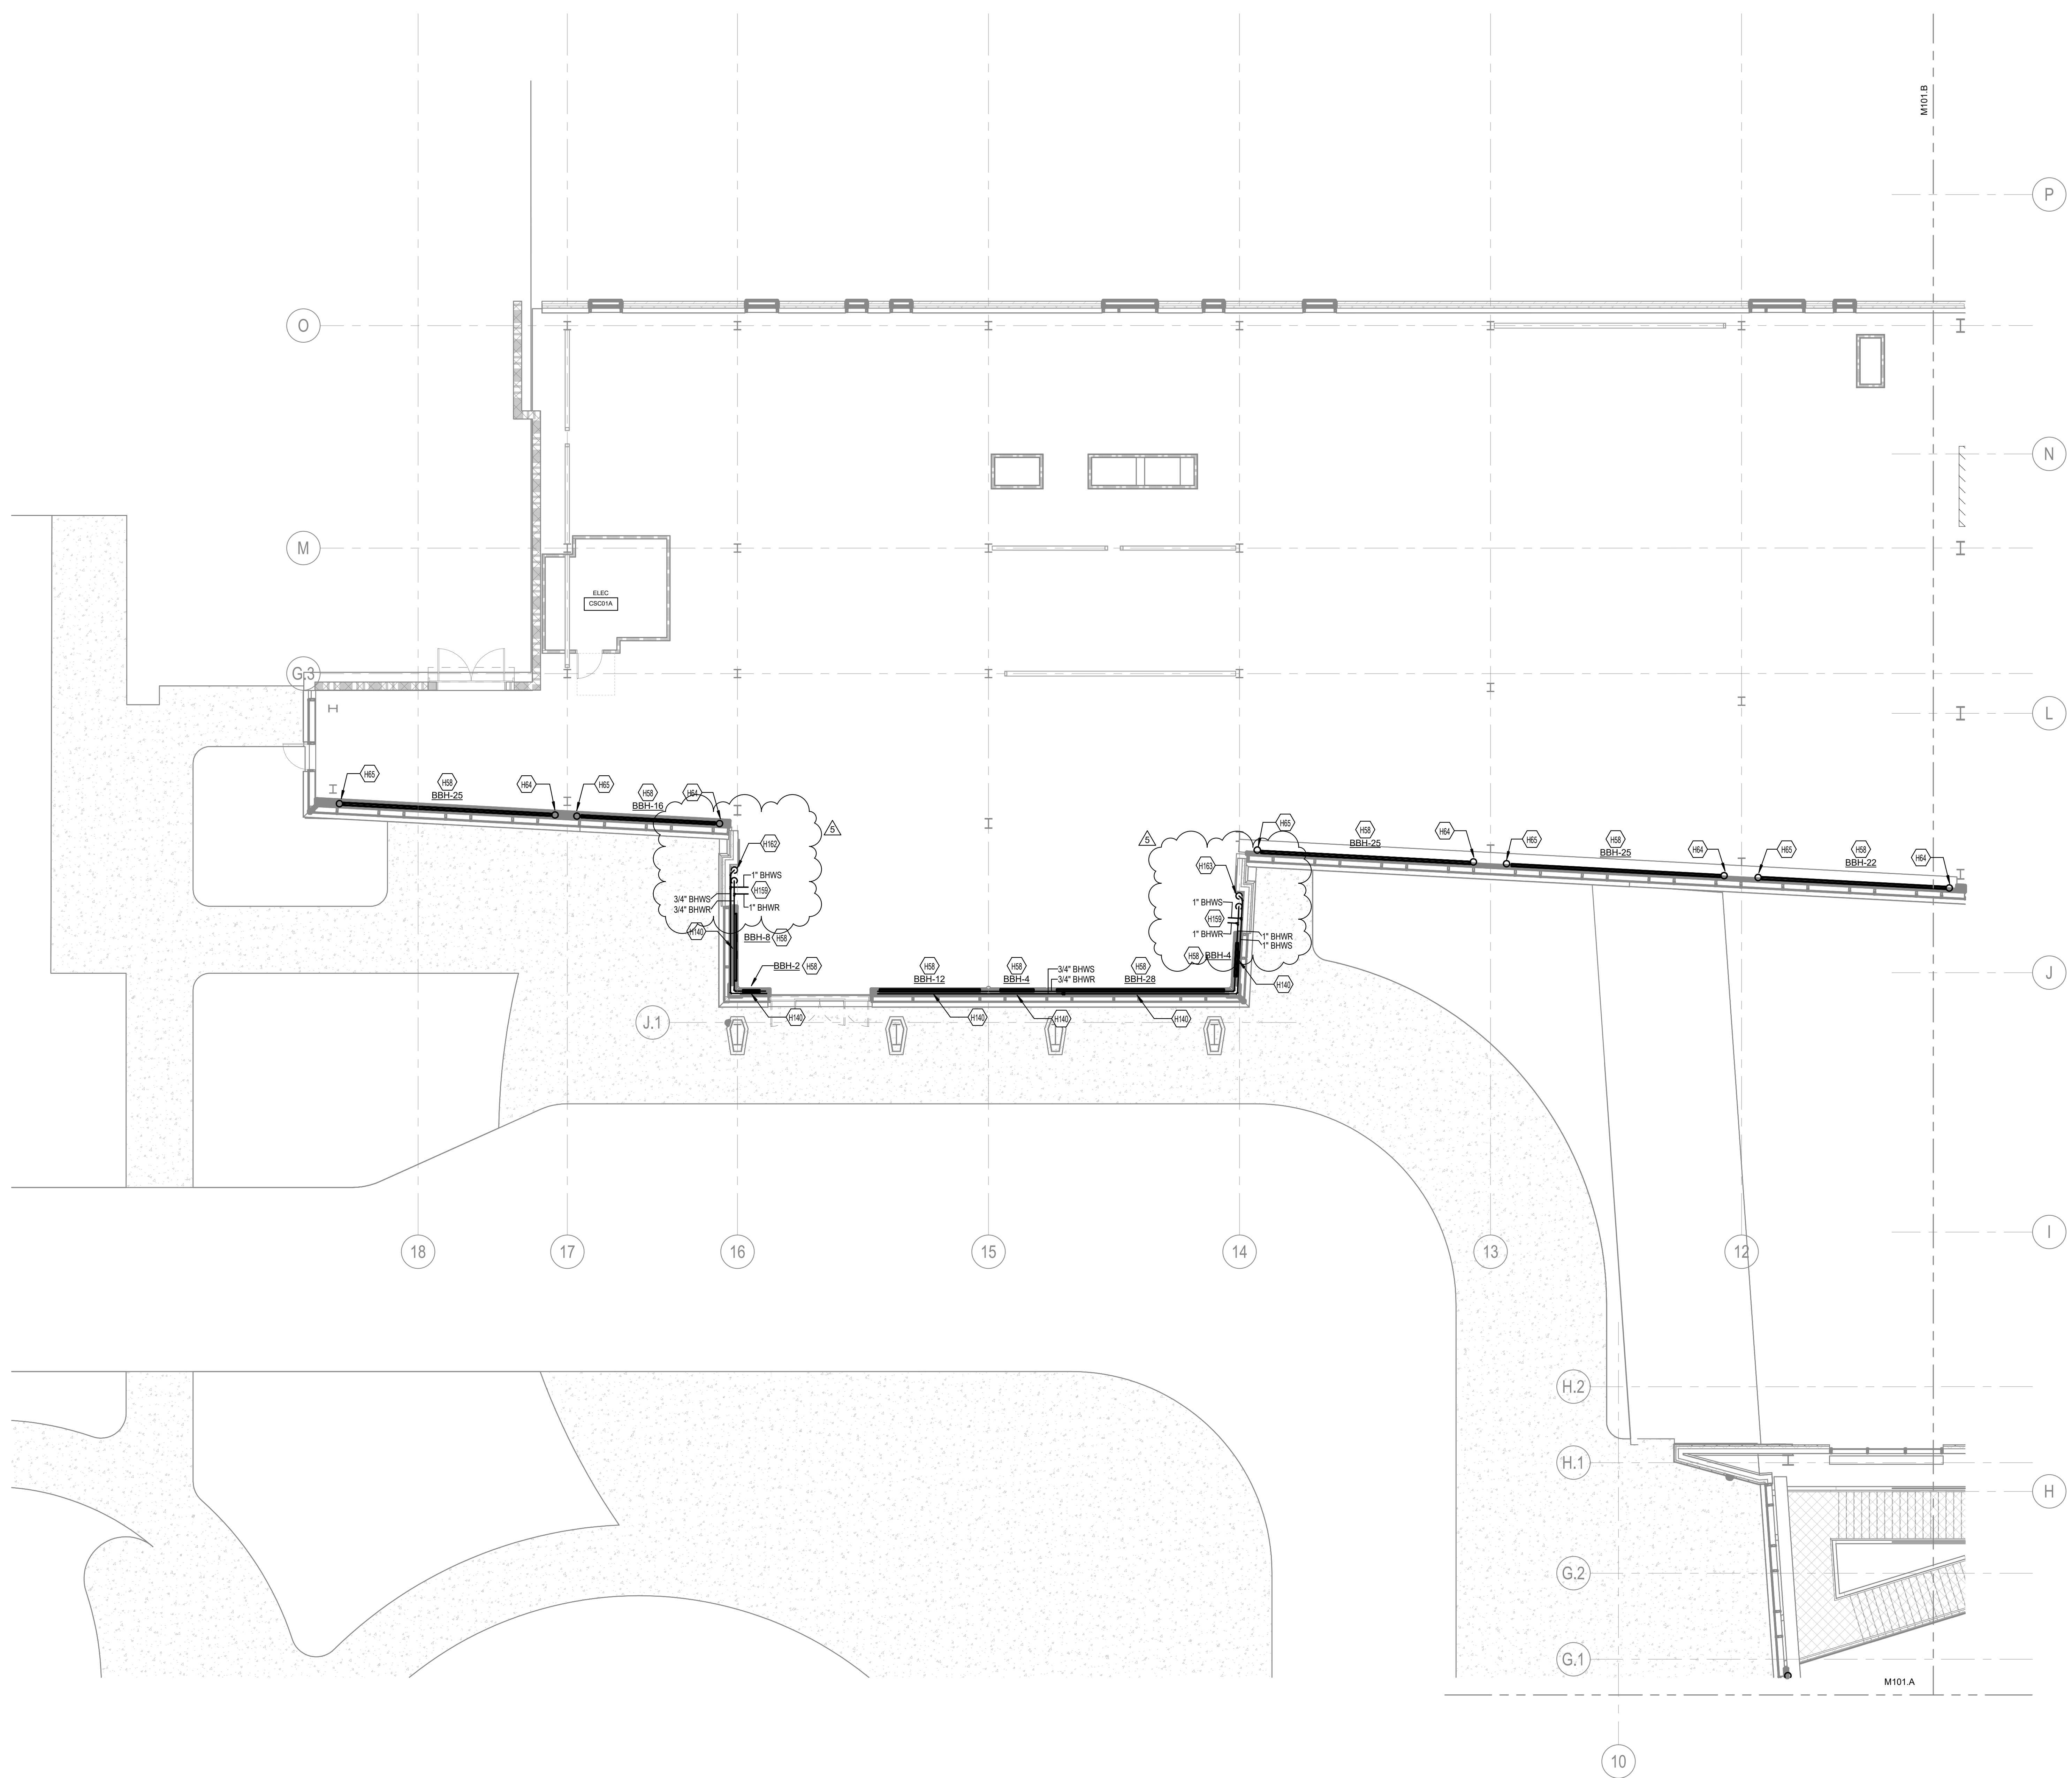 M101.B
P
O
N
M
ELEC
CSC01A
G.3
L
H65
H58
BBH-25
H64
H65
H58
BBH-16
H64
5
5
H65
H58
BBH-25
H64
H65
H58
BBH-25
H64
H65
H58
BBH-22
H64
H162
1" BHWS
H159
3/4" BHWS
3/4" BHWR
1" BHWR
H140
BBH-8
H58
H163
1" BHWS
H159
1" BHWR
1" BHWR
1" BHWS
H58
BBH-4
BBH-2
H58
H58
BBH-12
H58
BBH-4
3/4" BHWS
3/4" BHWR
H58
BBH-28
H140
J
J.1
H140
H140
H140
H140
18
17
16
15
14
13
12
I
H.2
H.1
H
G.2
G.1
M101.A
10